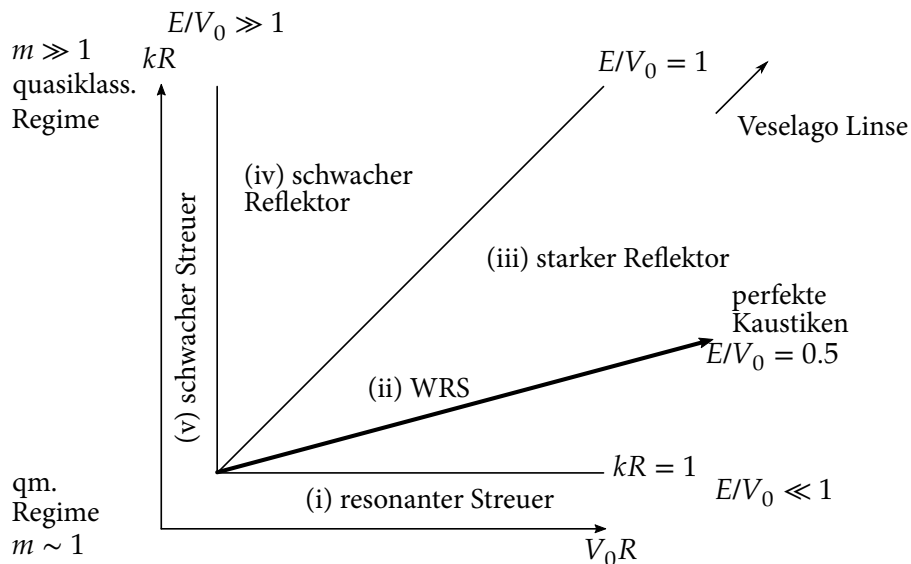 E/V₀ ≫ 1
m ≫ 1
kR
quasiklass.
Regime
E/V₀ = 1
Veselago Linse
(iv) schwacher
Reflektor
(v) schwacher Streuer
(iii) starker Reflektor
perfekte
Kaustiken
E/V₀ = 0.5
(ii) WRS
kR = 1
E/V₀ ≪ 1
qm.
Regime
m ∼ 1
(i) resonanter Streuer
V₀R